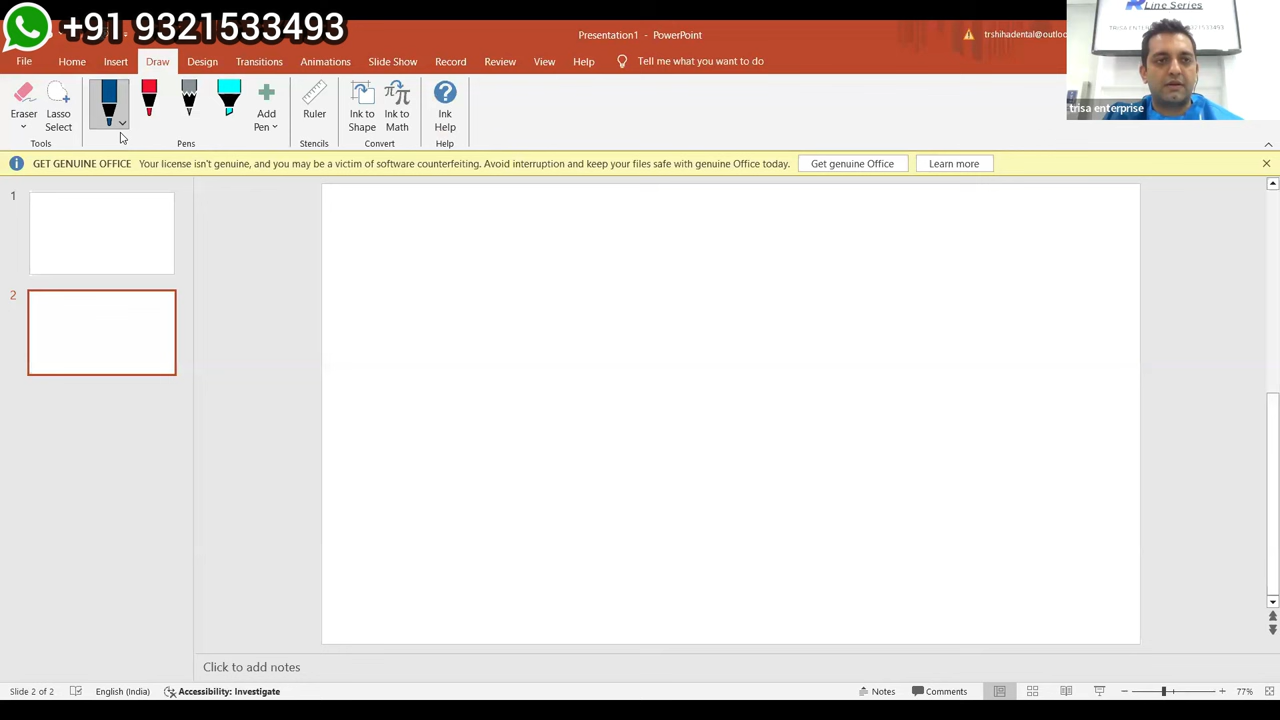 +91 9321533493
Line Series
Presentation1 - PowerPoint
File Home Insert Draw Design Transitions Animations Slide Show Record Review View Help Tell me what you want to do
trisa enterprise
Eraser
Lasso Select
Add Pen
Ruler
Ink to Shape
Ink to Math
Ink Help
Tools Pens Stencils Convert Help
GET GENUINE OFFICE Your license isn't genuine, and you may be a victim of software counterfeiting. Avoid interruption and keep your files safe with genuine Office today. Get genuine Office Learn more
1
2
Click to add notes
Slide 2 of 2 English (India) Accessibility: Investigate Notes Comments 77%